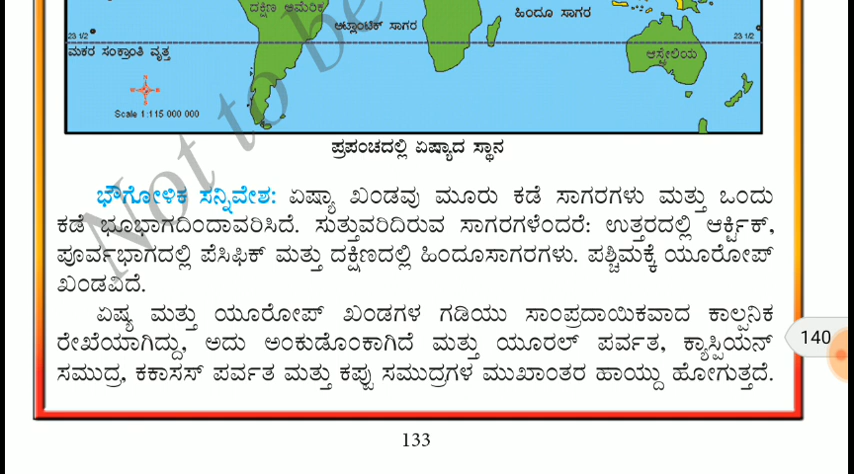 ದಕ್ಷಿಣ ಅಮೆರಿಕ
ಅಟ್ಲಾಂಟಿಕ್ ಸಾಗರ
ಹಿಂದೂ ಸಾಗರ
23 1/2
23 1/2
ಮಕರ ಸಂಕ್ರಾಂತಿ ವೃತ್ತ
ಆಸ್ಟ್ರೇಲಿಯ
Scale 1:115 000 000
Not to be
ಪ್ರಪಂಚದಲ್ಲಿ ಏಷ್ಯಾದ ಸ್ಥಾನ
ಭೌಗೋಳಿಕ ಸನ್ನಿವೇಶ: ಏಷ್ಯಾ ಖಂಡವು ಮೂರು ಕಡೆ ಸಾಗರಗಳು ಮತ್ತು ಒಂದು
ಕಡೆ ಭೂಭಾಗದಿಂದಾವರಿಸಿದೆ. ಸುತ್ತುವರಿದಿರುವ ಸಾಗರಗಳೆಂದರೆ: ಉತ್ತರದಲ್ಲಿ ಆರ್ಕ್ಟಿಕ್,
ಪೂರ್ವಭಾಗದಲ್ಲಿ ಪೆಸಿಫಿಕ್ ಮತ್ತು ದಕ್ಷಿಣದಲ್ಲಿ ಹಿಂದೂಸಾಗರಗಳು. ಪಶ್ಚಿಮಕ್ಕೆ ಯೂರೋಪ್
ಖಂಡವಿದೆ.
ಏಷ್ಯ ಮತ್ತು ಯೂರೋಪ್ ಖಂಡಗಳ ಗಡಿಯು ಸಾಂಪ್ರದಾಯಿಕವಾದ ಕಾಲ್ಪನಿಕ
ರೇಖೆಯಾಗಿದ್ದು, ಅದು ಅಂಕುಡೊಂಕಾಗಿದೆ ಮತ್ತು ಯೂರಲ್ ಪರ್ವತ, ಕ್ಯಾಸ್ಪಿಯನ್
ಸಮುದ್ರ, ಕಕಾಸಸ್ ಪರ್ವತ ಮತ್ತು ಕಪ್ಪು ಸಮುದ್ರಗಳ ಮುಖಾಂತರ ಹಾಯ್ದು ಹೋಗುತ್ತದೆ.
140
133